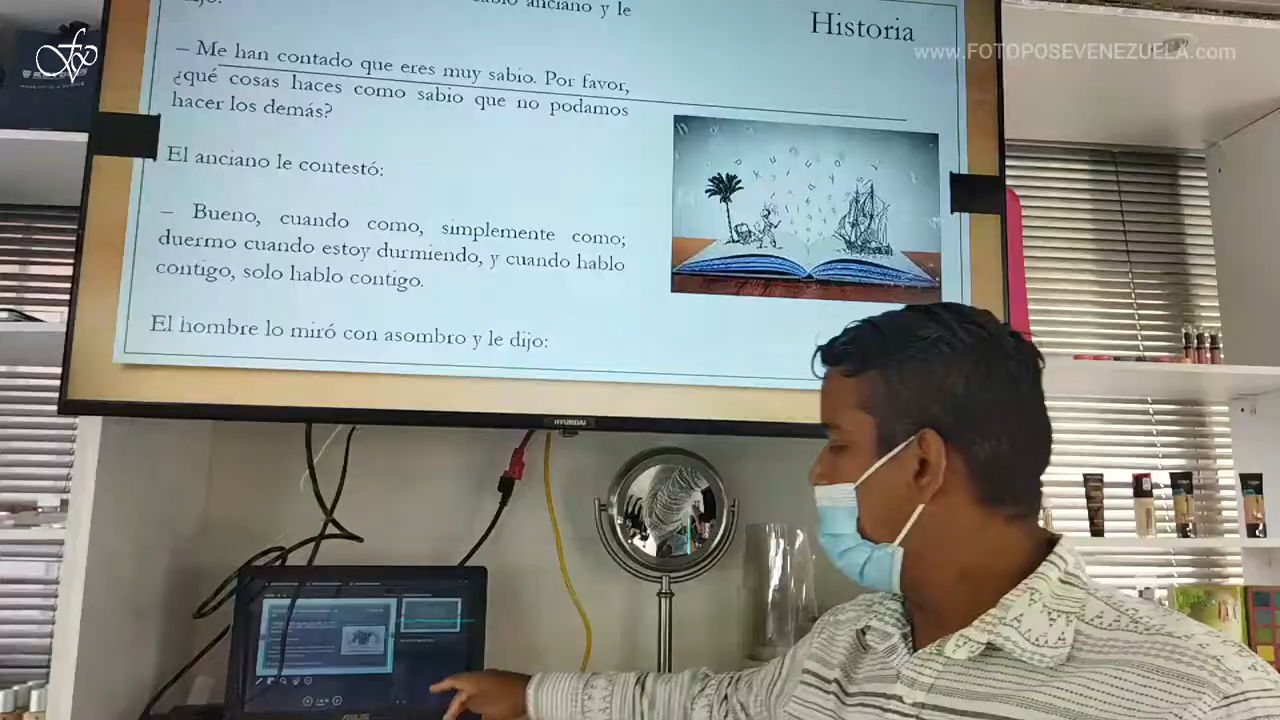 anciano y le
Historia
www.FOTOPOSEVENEZUELA.com
– Me han contado que eres muy sabio. Por favor,
¿qué cosas haces como sabio que no podamos
hacer los demás?
El anciano le contestó:
– Bueno, cuando como, simplemente como;
duermo cuando estoy durmiendo, y cuando hablo
contigo, solo hablo contigo.
El hombre lo miró con asombro y le dijo:
HYUNDAI
ASUS